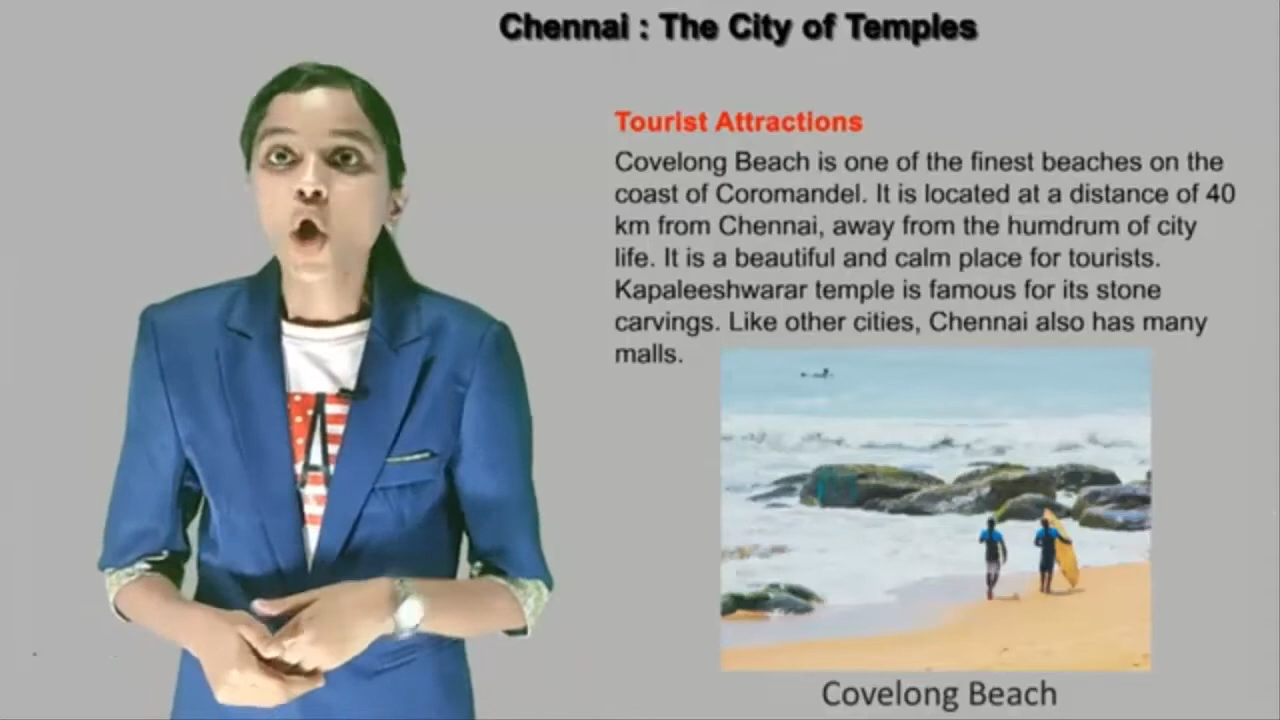 Chennai : The City of Temples
Tourist Attractions
Covelong Beach is one of the finest beaches on the
coast of Coromandel. It is located at a distance of 40
km from Chennai, away from the humdrum of city
life. It is a beautiful and calm place for tourists.
Kapaleeshwarar temple is famous for its stone
carvings. Like other cities, Chennai also has many
malls.
A
Covelong Beach